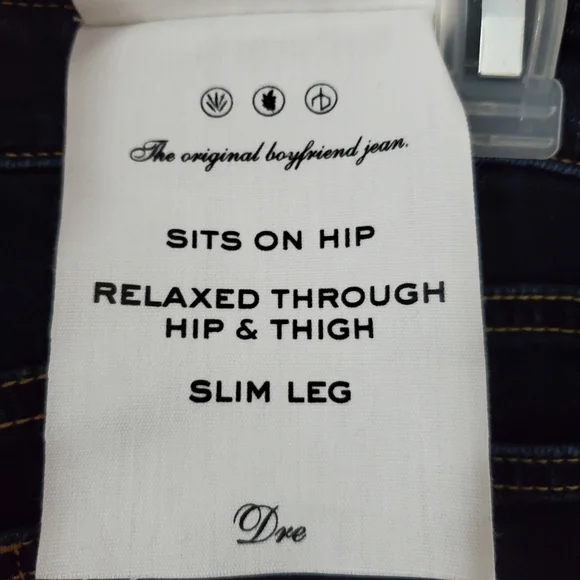 The original boyfriend jean.
SITS ON HIP
RELAXED THROUGH
HIP & THIGH
SLIM LEG
Dre